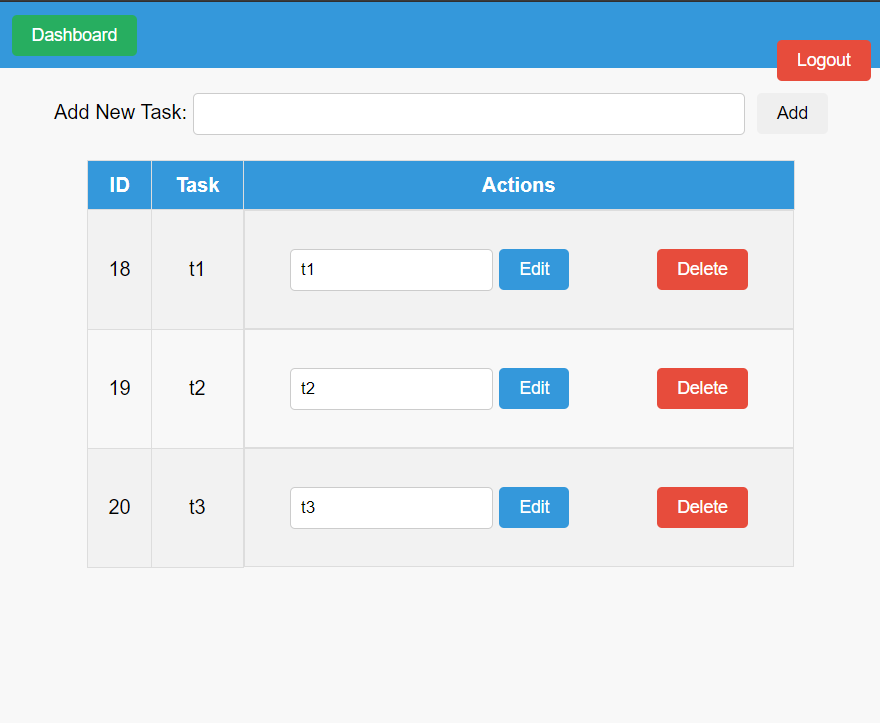 Dashboard
Logout
Add New Task:
Add
ID Task Actions
18 t1 t1 Edit Delete
19 t2 t2 Edit Delete
20 t3 t3 Edit Delete